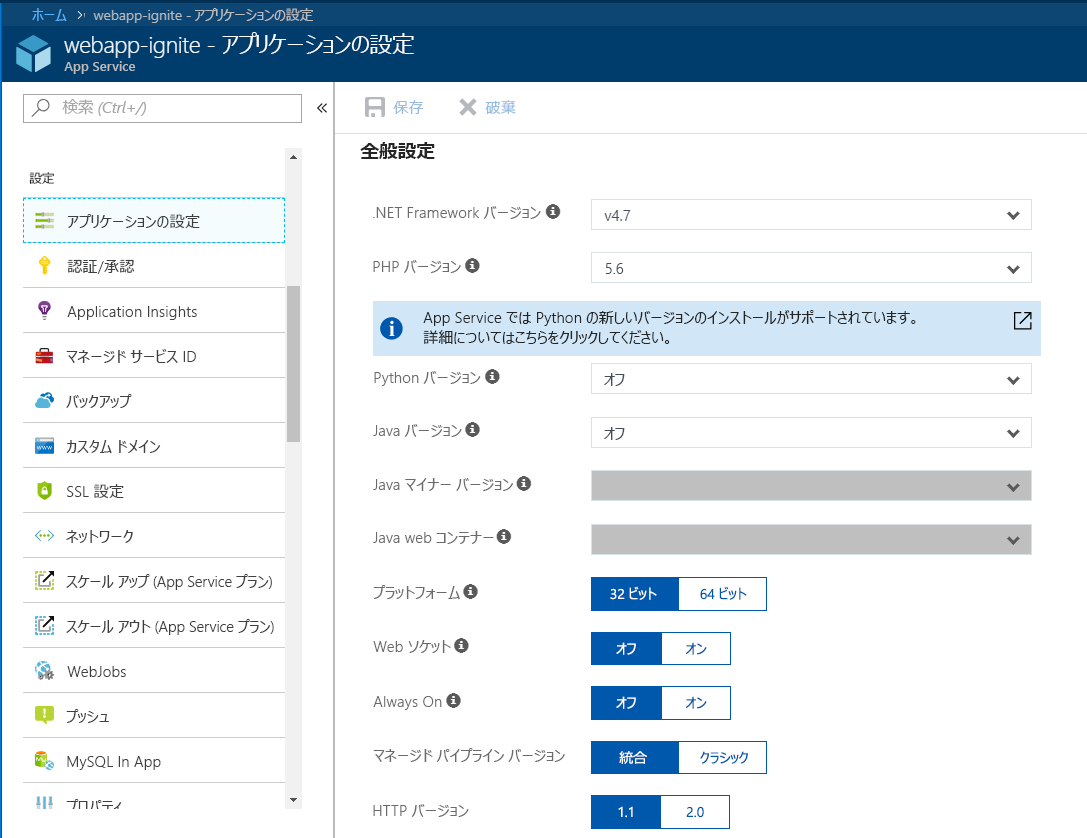 ホーム > webapp-ignite - アプリケーションの設定
webapp-ignite - アプリケーションの設定
App Service
検索 (Ctrl+/)
«
設定
アプリケーションの設定
認証/承認
Application Insights
マネージド サービス ID
バックアップ
カスタム ドメイン
SSL 設定
ネットワーク
スケール アップ (App Service プラン)
スケール アウト (App Service プラン)
WebJobs
プッシュ
MySQL In App
プロパティ
保存 破棄
全般設定
.NET Framework バージョン v4.7
PHP バージョン 5.6
App Service では Python の新しいバージョンのインストールがサポートされています。
詳細についてはこちらをクリックしてください。
Python バージョン オフ
Java バージョン オフ
Java マイナー バージョン
Java web コンテナー
プラットフォーム 32 ビット 64 ビット
Web ソケット オフ オン
Always On オフ オン
マネージド パイプライン バージョン 統合 クラシック
HTTP バージョン 1.1 2.0